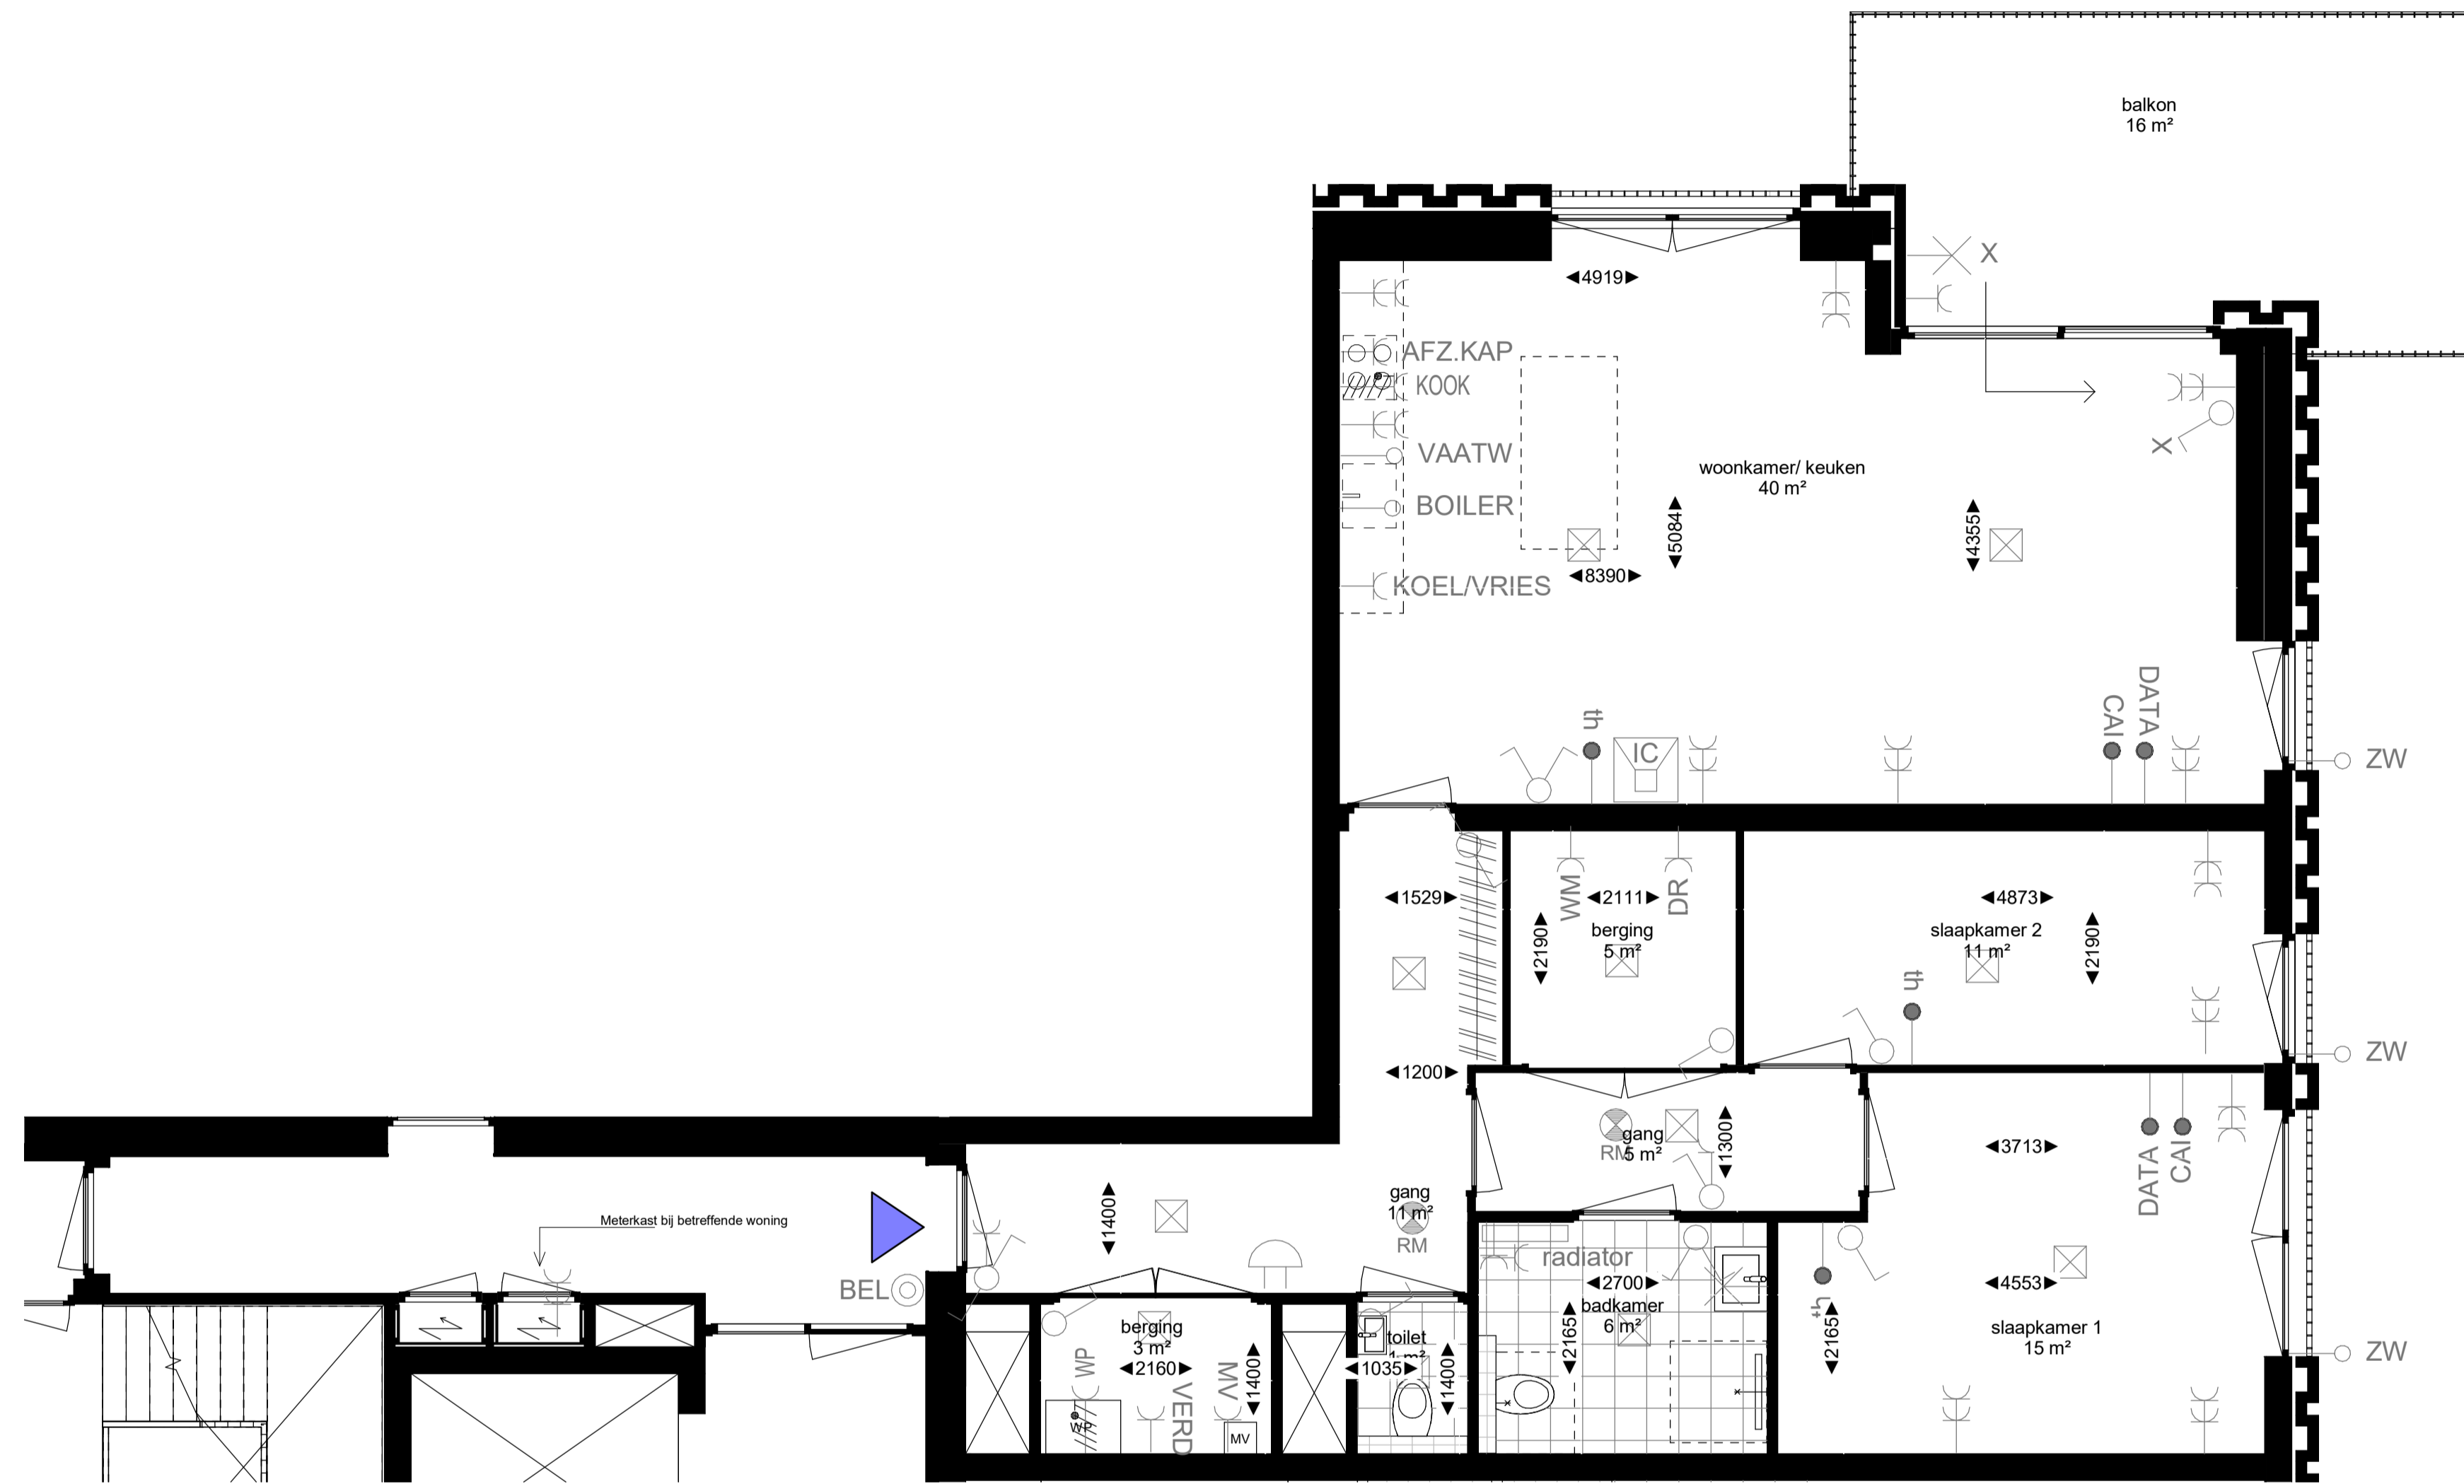 balkon
16 m²
X
◄4919►
AFZ.KAP
KOOK
VAATW
BOILER
KOEL/VRIES
woonkamer/ keuken
40 m²
◄5084►
◄4355►
◄8390►
X
th
IC
CAI
DATA
ZW
◄1529►
WM
◄2111►
DR
◄2190►
berging
5 m²
◄4873►
slaapkamer 2
11 m²
◄2190►
th
ZW
◄1200►
gang
5 m²
RM
◄1300►
◄3713►
DATA
CAI
Meterkast bij betreffende woning
BEL
◄1400►
gang
11 m²
RM
radiator
◄2700►
badkamer
6 m²
◄2165►
th
◄2165►
◄4553►
slaapkamer 1
15 m²
ZW
berging
3 m²
◄2160►
WP
VERD
MV
◄1400►
WP
MV
toilet
1 m²
◄1035►
◄1400►